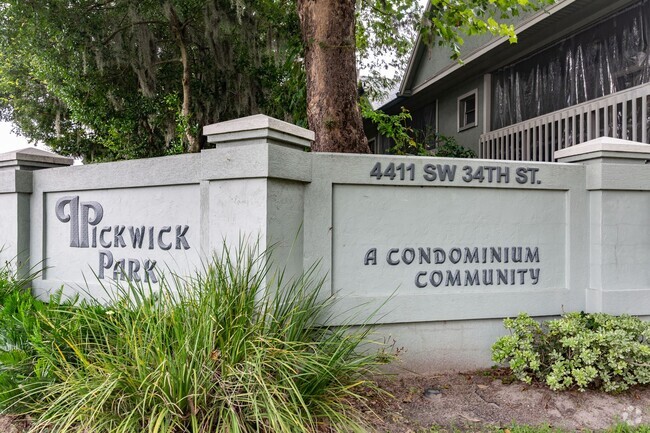 Pickwick
Park
4411 SW 34TH ST.
A CONDOMINIUM
COMMUNITY